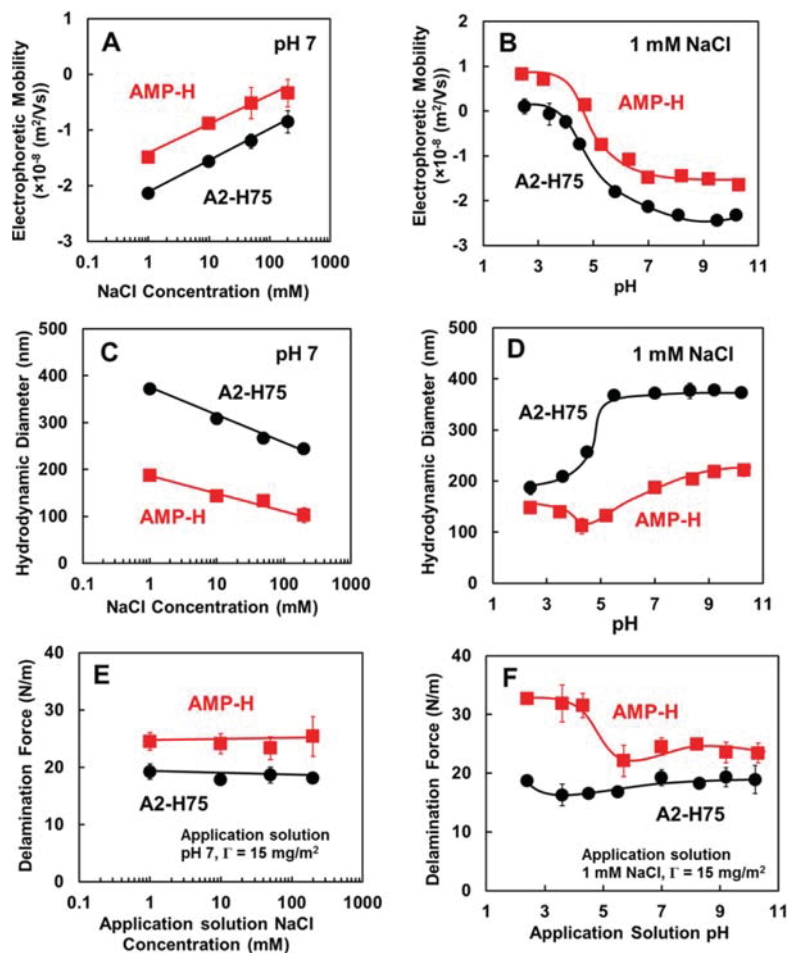 A
pH 7
AMP-H
A2-H75
Electrophoretic Mobility
(×10⁻⁸ (m²/Vs))
1
0
-1
-2
-3
0.1 1 10 100 1000
NaCl Concentration (mM)
B
1 mM NaCl
AMP-H
A2-H75
Electrophoretic Mobility
(×10⁻⁸ (m²/Vs))
2
1
0
-1
-2
-3
1 3 5 7 9 11
pH
C
pH 7
A2-H75
AMP-H
Hydrodynamic Diameter (nm)
500
400
300
200
100
0
0.1 1 10 100 1000
NaCl Concentration (mM)
D
1 mM NaCl
A2-H75
AMP-H
Hydrodynamic Diameter (nm)
500
400
300
200
100
0
1 3 5 7 9 11
pH
E
AMP-H
A2-H75
Application solution
pH 7, Γ = 15 mg/m²
Delamination Force (N/m)
40
30
20
10
0
0.1 1 10 100 1000
Application solution NaCl
Concentration (mM)
F
AMP-H
A2-H75
Application solution
1 mM NaCl, Γ = 15 mg/m²
Delamination Force (N/m)
40
30
20
10
0
1 3 5 7 9 11
Application Solution pH